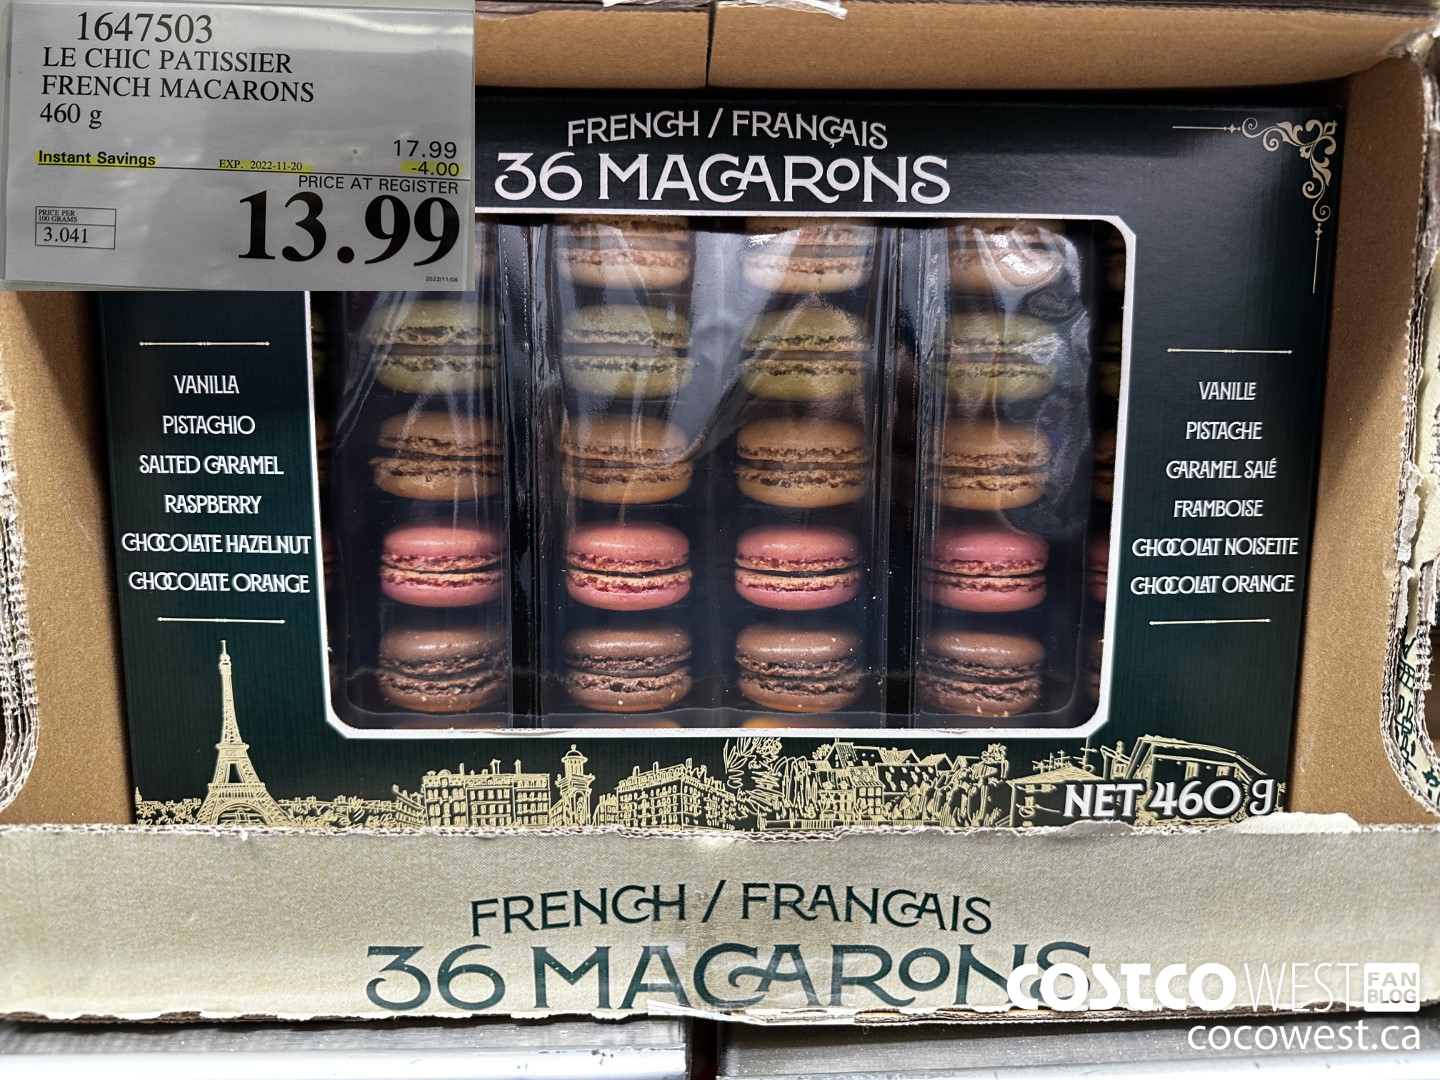 1647503
LE CHIC PATISSIER
FRENCH MACARONS
460 g
17.99
Instant Savings EXP. 2022-11-20 -4.00
PRICE AT REGISTER
13.99
PRICE PER
100 GRAMS
3.041
2022/11/08
FRENCH / FRANÇAIS
36 MACARONS
VANILLA
PISTACHIO
SALTED CARAMEL
RASPBERRY
CHOCOLATE HAZELNUT
CHOCOLATE ORANGE
VANILLE
PISTACHE
CARAMEL SALÉ
FRAMBOISE
CHOCOLAT NOISETTE
CHOCOLAT ORANGE
NET 460 g
FRENCH / FRANÇAIS
36 MACARONS
COSTCO WEST FAN BLOG
cocowest.ca